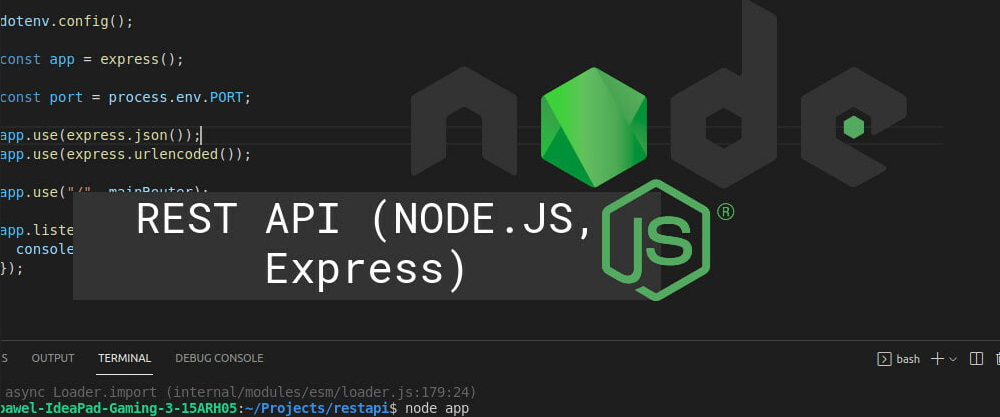 dotenv.config();
const app = express();
const port = process.env.PORT;
app.use(express.json());
app.use(express.urlencoded());
app.use("/", mainRouter);
app.liste
console
});
node
JS®
REST API (NODE.JS,
Express)
OUTPUT TERMINAL DEBUG CONSOLE bash
async Loader.import (internal/modules/esm/loader.js:179:24)
pawel-IdeaPad-Gaming-3-15ARH05:~/Projects/restapi$ node app